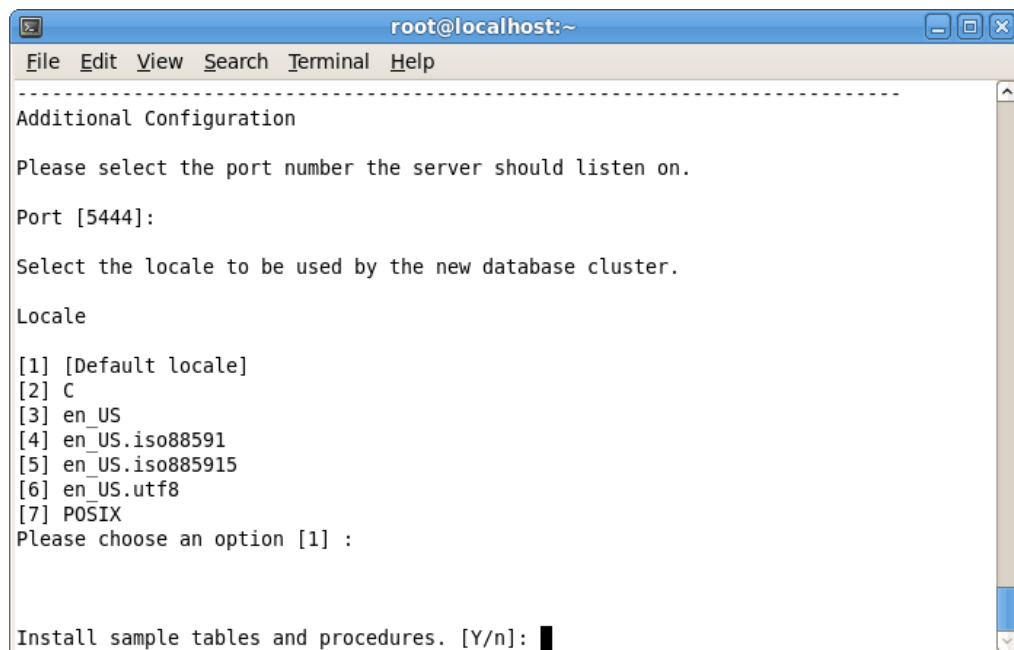 root@localhost:~
File Edit View Search Terminal Help
----------------------------------------------------------------------------
Additional Configuration
Please select the port number the server should listen on.
Port [5444]:
Select the locale to be used by the new database cluster.
Locale
[1] [Default locale]
[2] C
[3] en_US
[4] en_US.iso88591
[5] en_US.iso885915
[6] en_US.utf8
[7] POSIX
Please choose an option [1] :
Install sample tables and procedures. [Y/n]: